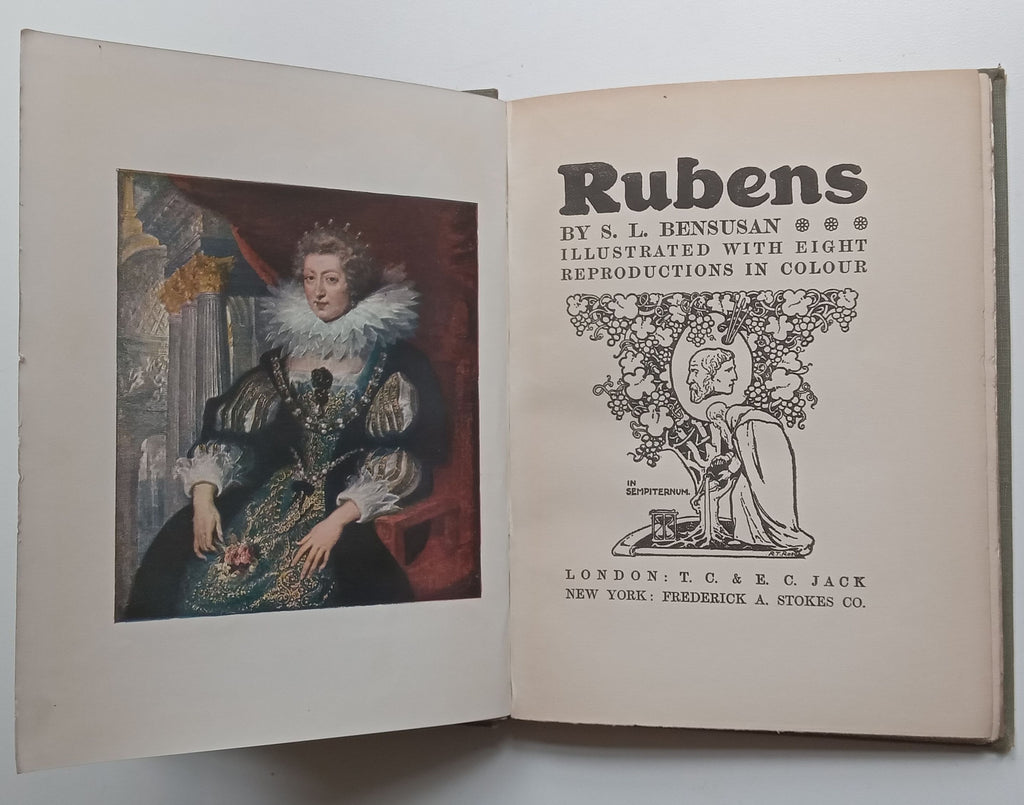 Rubens
BY S. L. BENSUSAN
ILLUSTRATED WITH EIGHT
REPRODUCTIONS IN COLOUR
IN
SEMPITERNUM.
LONDON: T. C. & E. C. JACK
NEW YORK: FREDERICK A. STOKES CO.